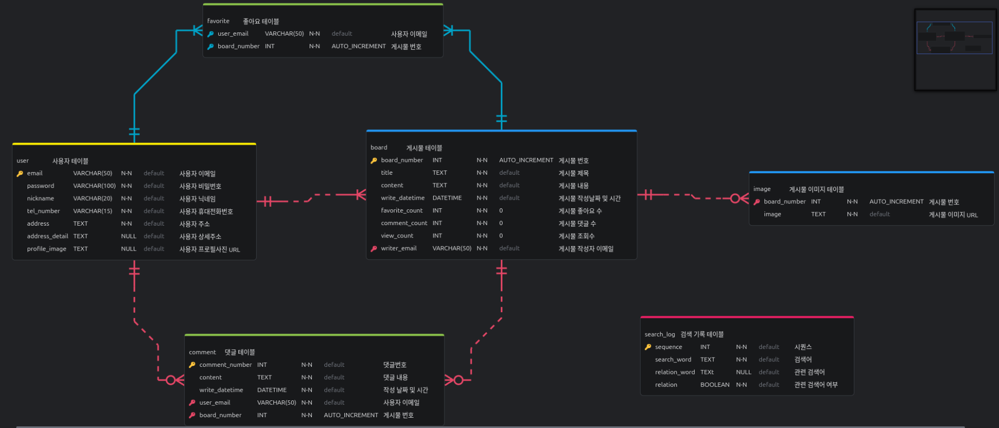 favorite 좋아요 테이블
user_email VARCHAR(50) N-N default 사용자 이메일
board_number INT N-N AUTO_INCREMENT 게시물 번호
user 사용자 테이블
email VARCHAR(50) N-N default 사용자 이메일
password VARCHAR(100) N-N default 사용자 비밀번호
nickname VARCHAR(20) N-N default 사용자 닉네임
tel_number VARCHAR(15) N-N default 사용자 휴대전화번호
address TEXT N-N default 사용자 주소
address_detail TEXT NULL default 사용자 상세주소
profile_image TEXT NULL default 사용자 프로필사진 URL
board 게시물 테이블
board_number INT N-N AUTO_INCREMENT 게시물 번호
title TEXT N-N default 게시물 제목
content TEXT N-N default 게시물 내용
write_datetime DATETIME N-N default 게시물 작성날짜 및 시간
favorite_count INT N-N 0 게시물 좋아요 수
comment_count INT N-N 0 게시물 댓글 수
view_count INT N-N 0 게시물 조회수
writer_email VARCHAR(50) N-N default 게시물 작성자 이메일
image 게시물 이미지 테이블
board_number INT N-N AUTO_INCREMENT 게시물 번호
image TEXT N-N default 게시물 이미지 URL
comment 댓글 테이블
comment_number INT N-N default 댓글번호
content TEXT N-N default 댓글 내용
write_datetime DATETIME N-N default 작성 날짜 및 시간
user_email VARCHAR(50) N-N default 사용자 이메일
board_number INT N-N AUTO_INCREMENT 게시물 번호
search_log 검색 기록 테이블
sequence INT N-N default 시퀀스
search_word TEXT N-N default 검색어
relation_word TEXt NULL default 관련 검색어
relation BOOLEAN N-N default 관련 검색어 여부